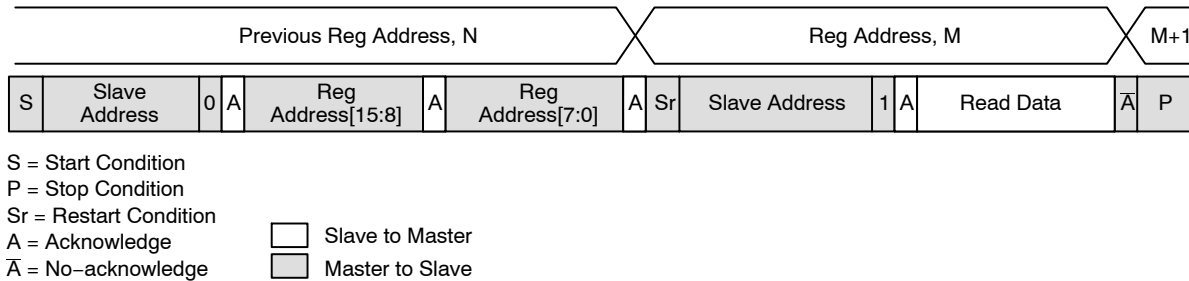 Previous Reg Address, N Reg Address, M M+1
S Slave Address 0 A Reg Address[15:8] A Reg Address[7:0] A Sr Slave Address 1 A Read Data A̅ P
S = Start Condition
P = Stop Condition
Sr = Restart Condition
A = Acknowledge
A̅ = No−acknowledge
Slave to Master
Master to Slave